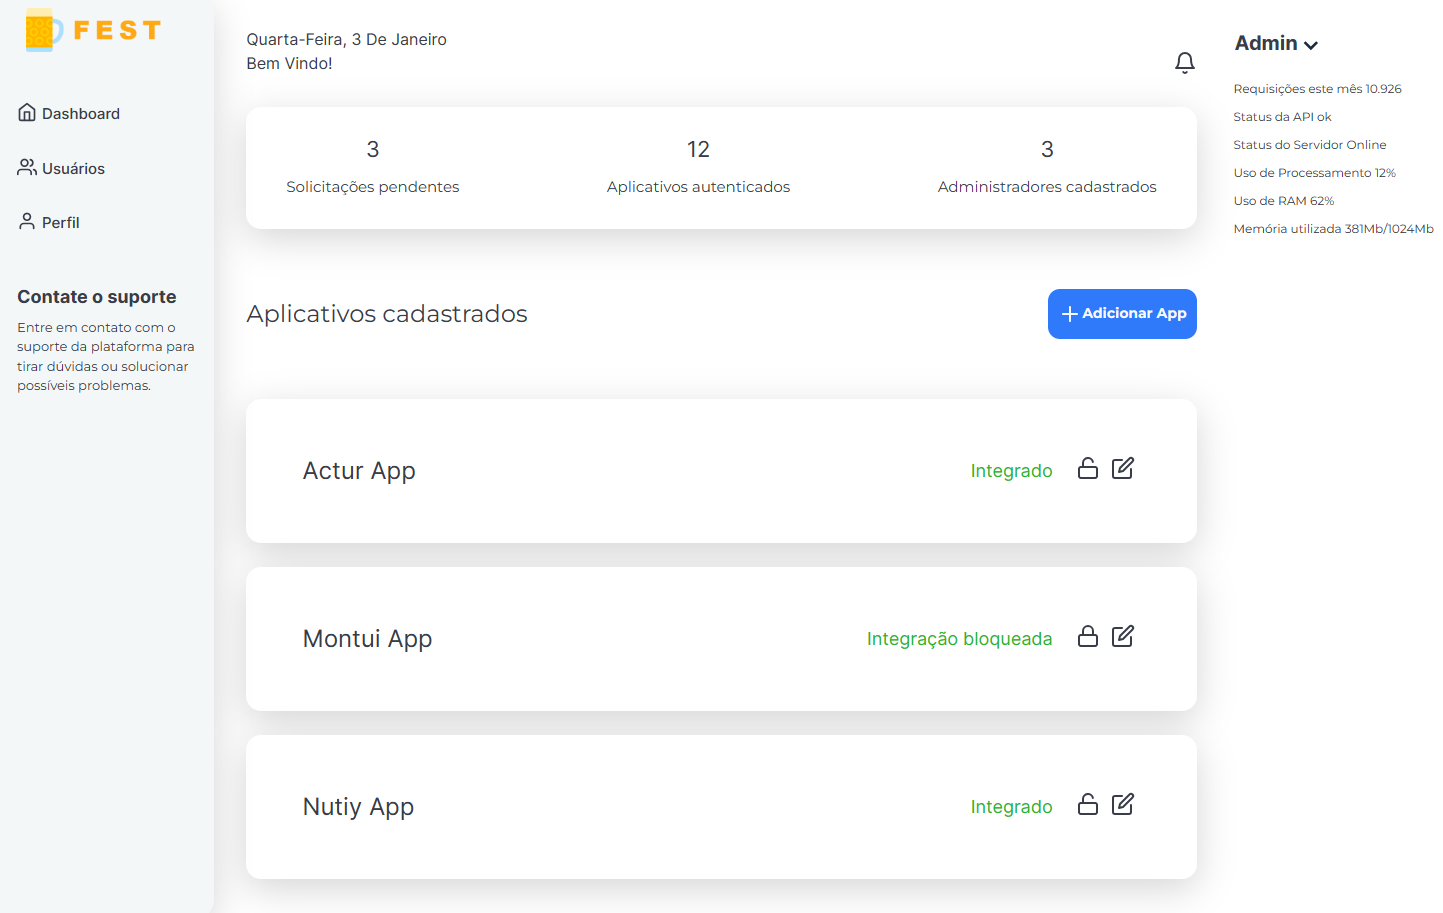 FEST
Dashboard
Usuários
Perfil
Contate o suporte
Entre em contato com o
suporte da plataforma para
tirar dúvidas ou solucionar
possíveis problemas.
Quarta-Feira, 3 De Janeiro
Bem Vindo!
3
Solicitações pendentes
12
Aplicativos autenticados
3
Administradores cadastrados
Aplicativos cadastrados
Adicionar App
Actur App
Integrado
Montui App
Integração bloqueada
Nutiy App
Integrado
Admin
Requisições este mês 10.926
Status da API ok
Status do Servidor Online
Uso de Processamento 12%
Uso de RAM 62%
Memória utilizada 381Mb/1024Mb